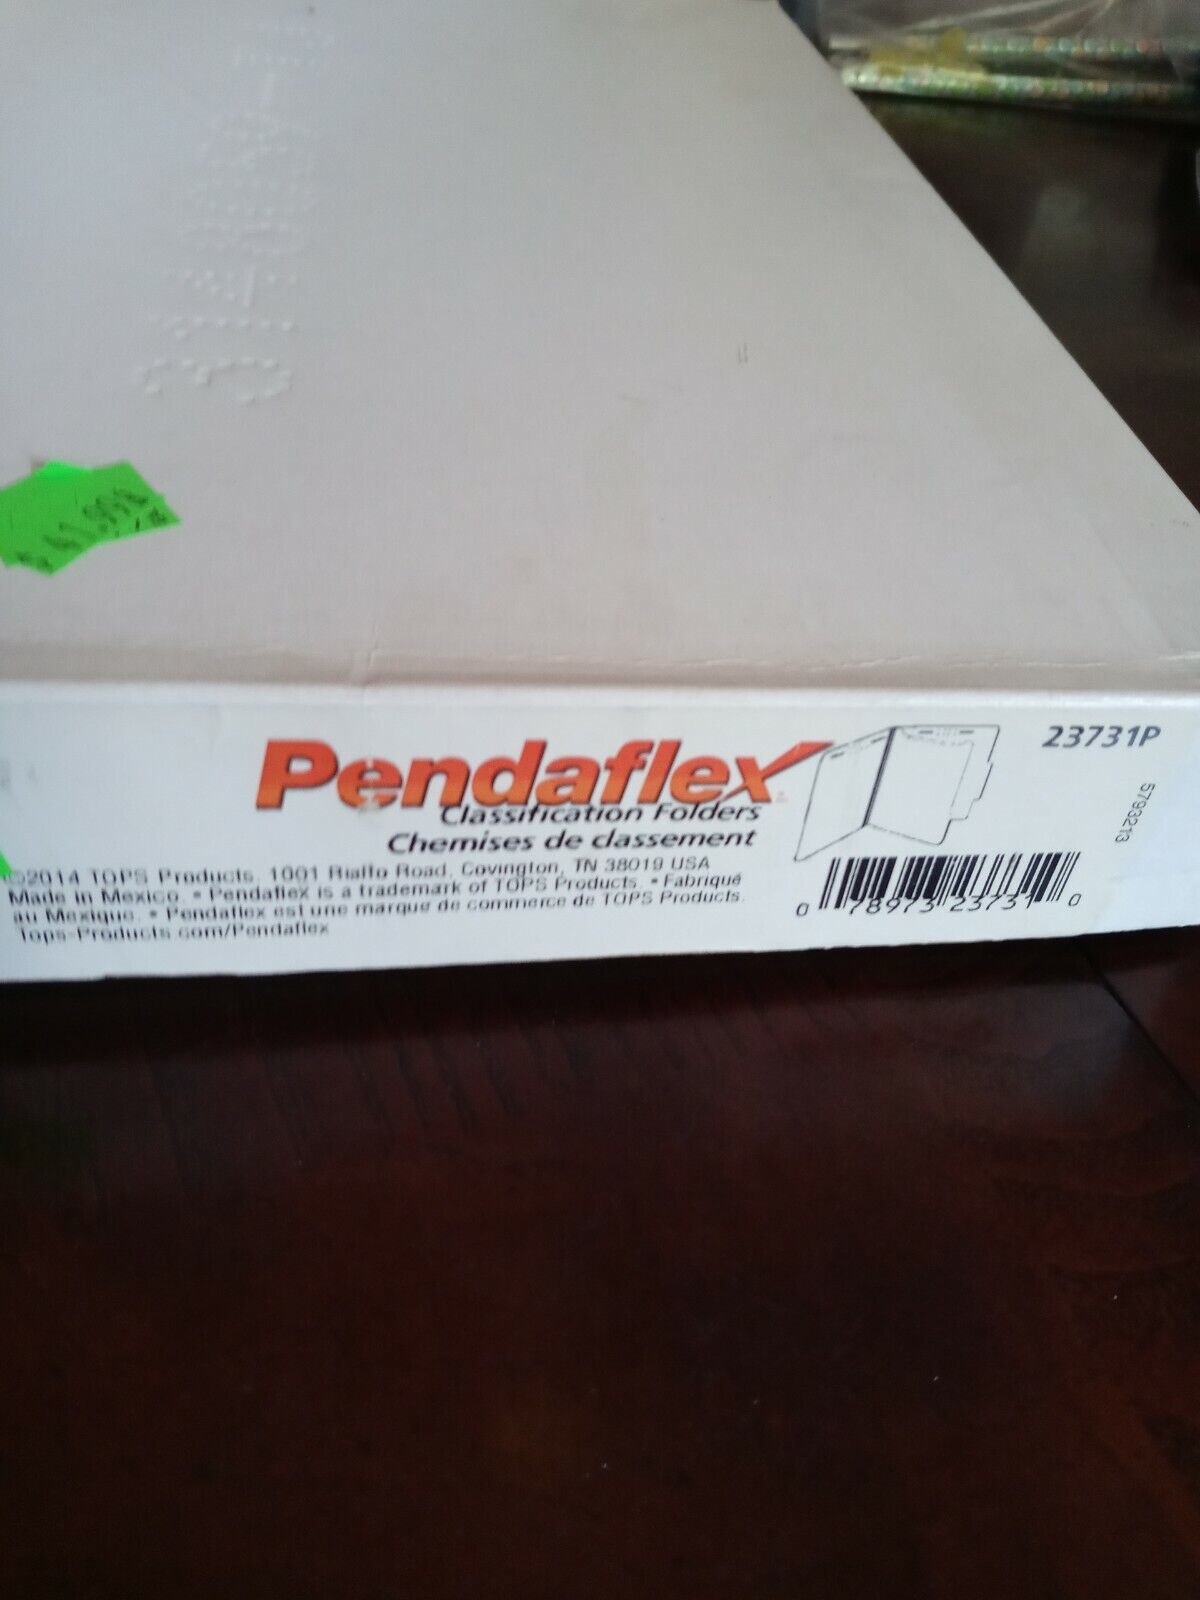 Pendaflex
Classification Folders
Chemises de classement
©2014 TOPS Products, 1001 Rialto Road, Covington, TN 38019 USA
Made in Mexico. • Pendaflex is a trademark of TOPS Products. • Fabriqué
au Mexique. • Pendaflex est une marque de commerce de TOPS Products.
Tops-Products.com/Pendaflex
23731P
5793213
0 78973 23731 0